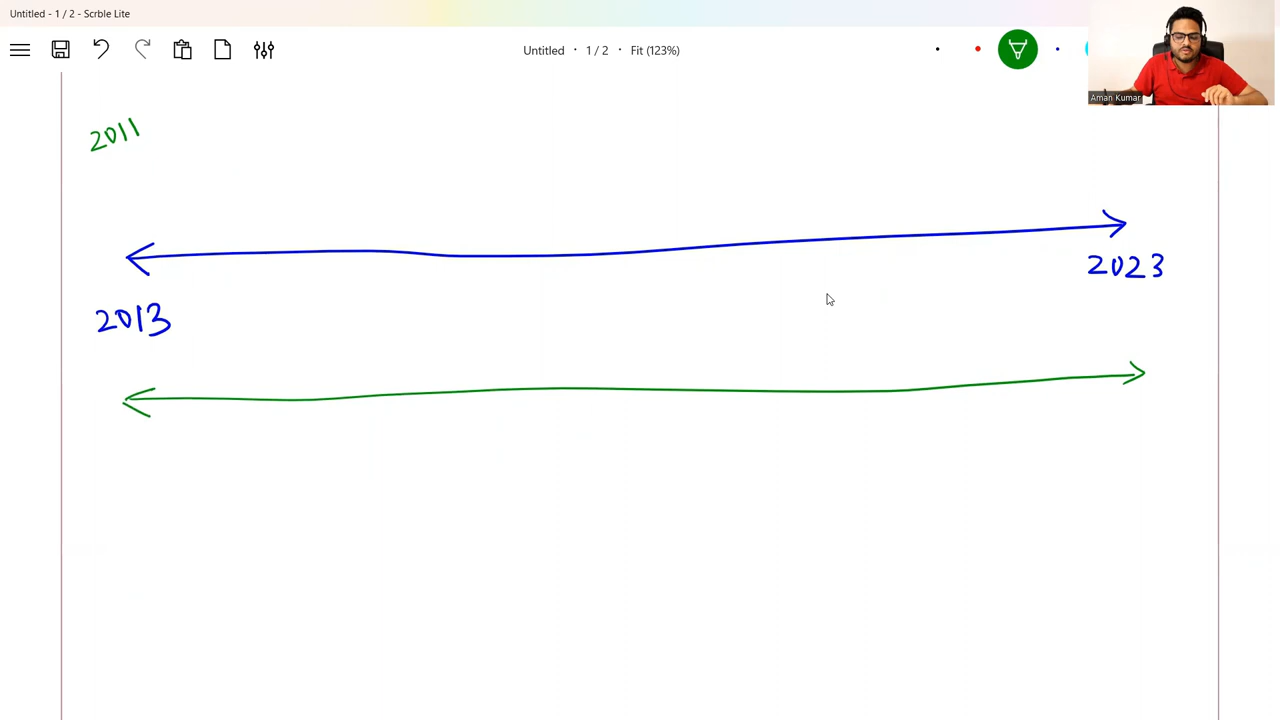 Untitled - 1 / 2 - Scrble Lite
Untitled • 1 / 2 • Fit (123%)
Aman Kumar
2011
2023
2013